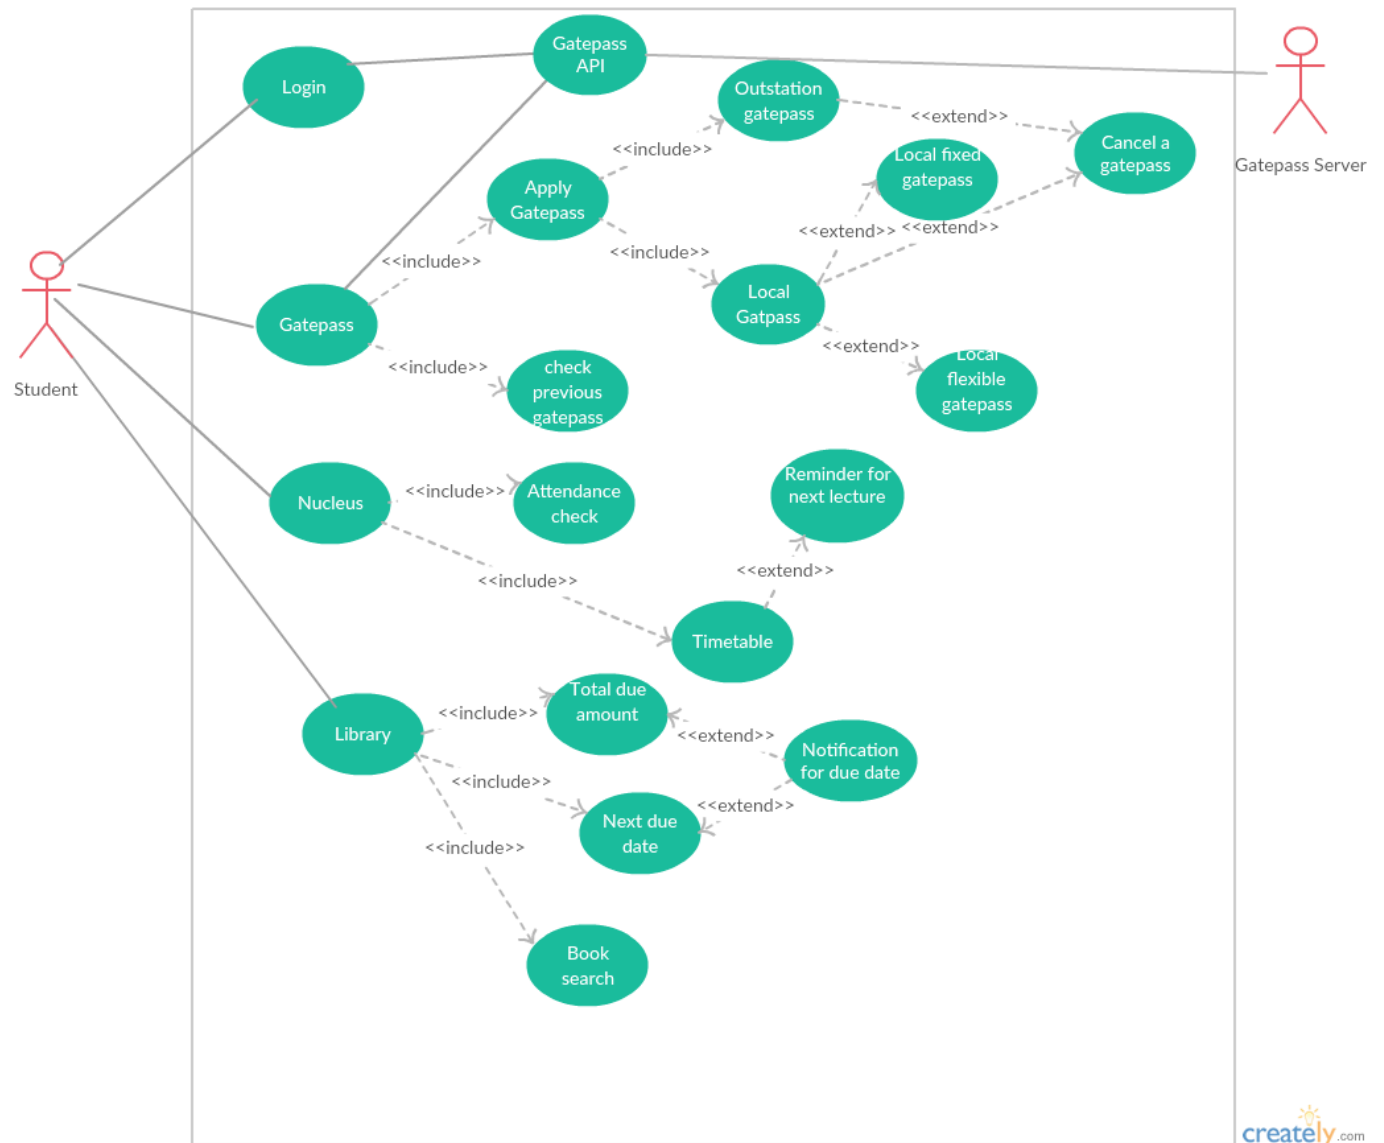 Gatepass
API
Login
Outstation
gatepass
<<extend>>
Cancel a
gatepass
Gatepass Server
<<include>>
Local fixed
gatepass
Apply
Gatepass
<<extend>>
<<extend>>
<<include>>
<<include>>
Local
Gatpass
Gatepass
<<extend>>
Local
flexible
gatepass
<<include>>
check
previous
gatepass
Student
Reminder for
next lecture
Nucleus
<<include>>
Attendance
check
<<extend>>
<<include>>
Timetable
Total due
amount
<<include>>
Library
<<extend>>
Notification
for due date
<<include>>
<<extend>>
Next due
date
<<include>>
Book
search
creately.com